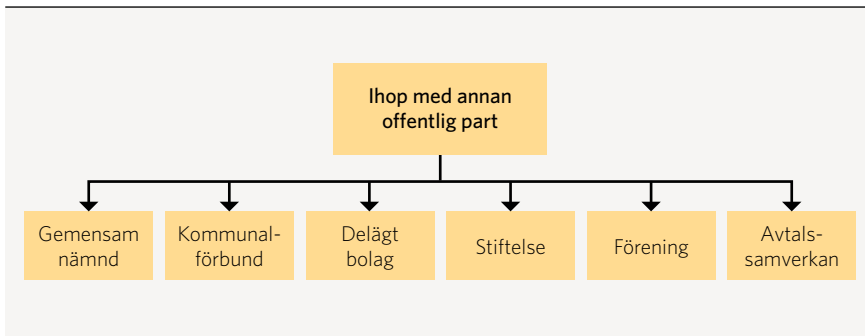 Ihop med annan
offentlig part
Gemensam
nämnd
Kommunal-
förbund
Delägt
bolag
Stiftelse
Förening
Avtals-
samverkan